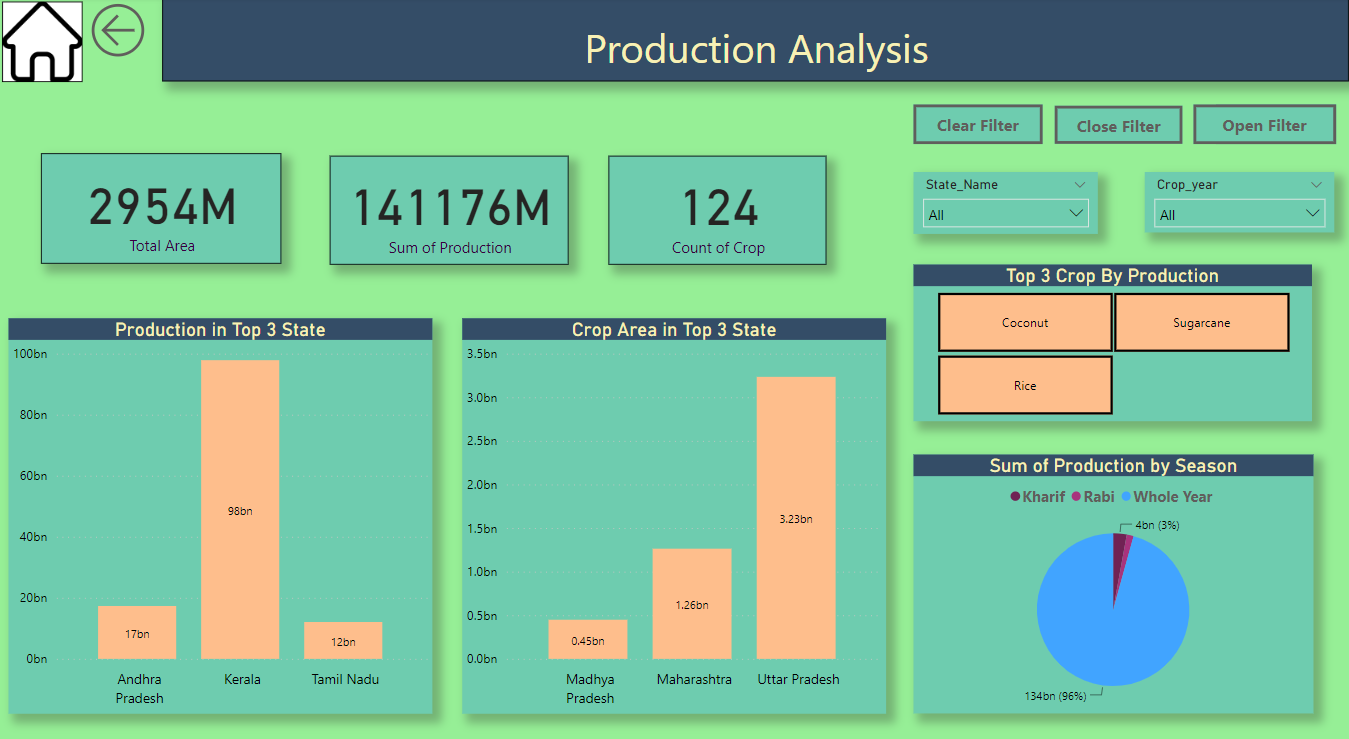 Production Analysis
Clear Filter
Close Filter
Open Filter
2954M
Total Area
141176M
Sum of Production
124
Count of Crop
State_Name
All
Crop_year
All
Top 3 Crop By Production
Coconut
Sugarcane
Rice
Production in Top 3 State
100bn
80bn
60bn
40bn
20bn
0bn
17bn
98bn
12bn
Andhra
Pradesh
Kerala
Tamil Nadu
Crop Area in Top 3 State
3.5bn
3.0bn
2.5bn
2.0bn
1.5bn
1.0bn
0.5bn
0.0bn
0.45bn
1.26bn
3.23bn
Madhya
Pradesh
Maharashtra
Uttar Pradesh
Sum of Production by Season
Kharif
Rabi
Whole Year
4bn (3%)
134bn (96%)